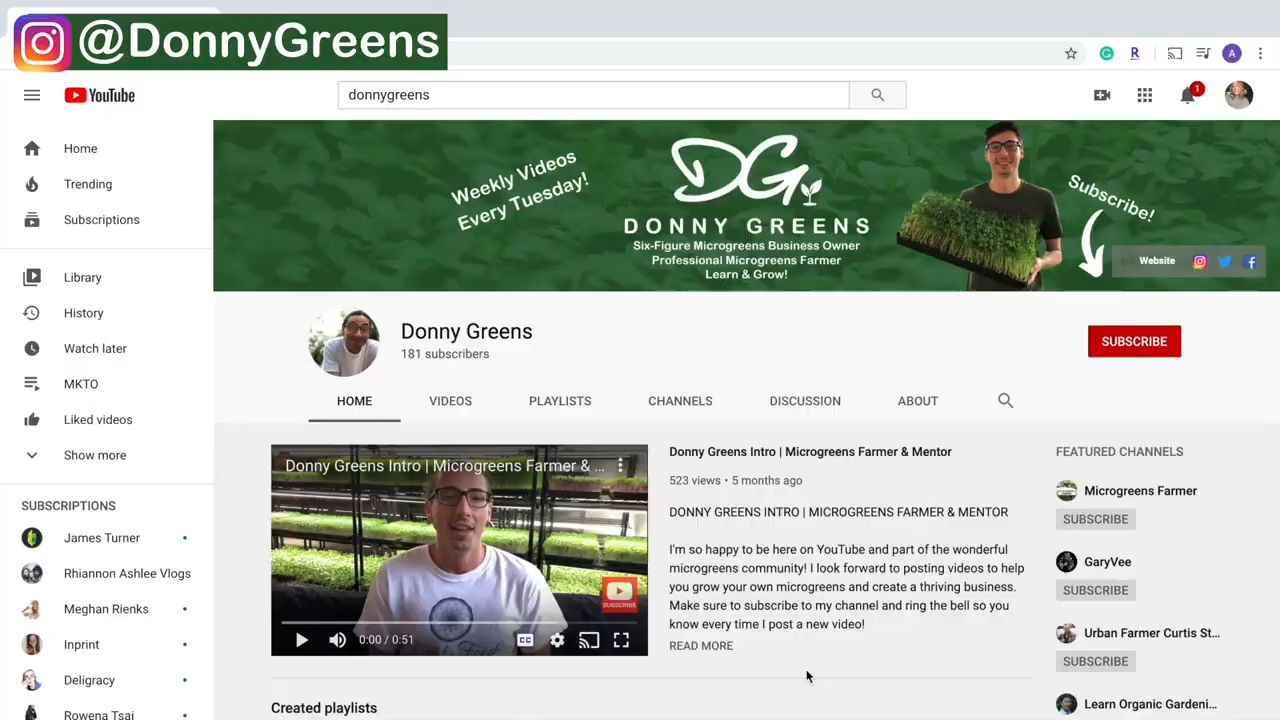 @DonnyGreens
YouTube
donnygreens
1
A
Home
Trending
Subscriptions
Library
History
Watch later
MKTO
Liked videos
Show more
SUBSCRIPTIONS
James Turner
Rhiannon Ashlee Vlogs
Meghan Rienks
Inprint
Deligracy
Rowena Tsai
Weekly Videos
Every Tuesday!
DG
DONNY GREENS
Six-Figure Microgreens Business Owner
Professional Microgreens Farmer
Learn & Grow!
Subscribe!
Website
Donny Greens
181 subscribers
SUBSCRIBE
HOME VIDEOS PLAYLISTS CHANNELS DISCUSSION ABOUT
Donny Greens Intro | Microgreens Farmer & ...
SUBSCRIBE
0:00 / 0:51
CC
Donny Greens Intro | Microgreens Farmer & Mentor
523 views • 5 months ago
DONNY GREENS INTRO | MICROGREENS FARMER & MENTOR
I'm so happy to be here on YouTube and part of the wonderful
microgreens community! I look forward to posting videos to help
you grow your own microgreens and create a thriving business.
Make sure to subscribe to my channel and ring the bell so you
know every time I post a new video!
READ MORE
FEATURED CHANNELS
Microgreens Farmer
SUBSCRIBE
GaryVee
SUBSCRIBE
Urban Farmer Curtis St...
SUBSCRIBE
Learn Organic Gardeni...
Created playlists